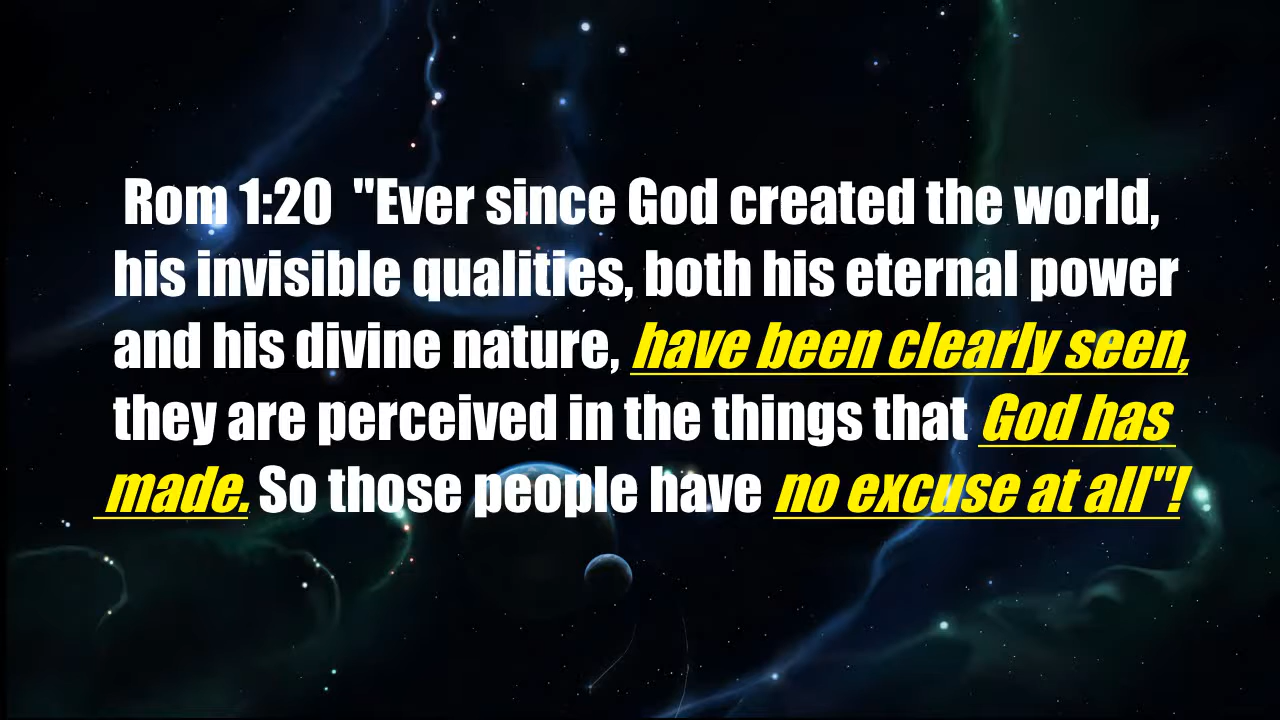 Rom 1:20  "Ever since God created the world,
his invisible qualities, both his eternal power
and his divine nature, have been clearly seen,
they are perceived in the things that God has
made. So those people have no excuse at all"!